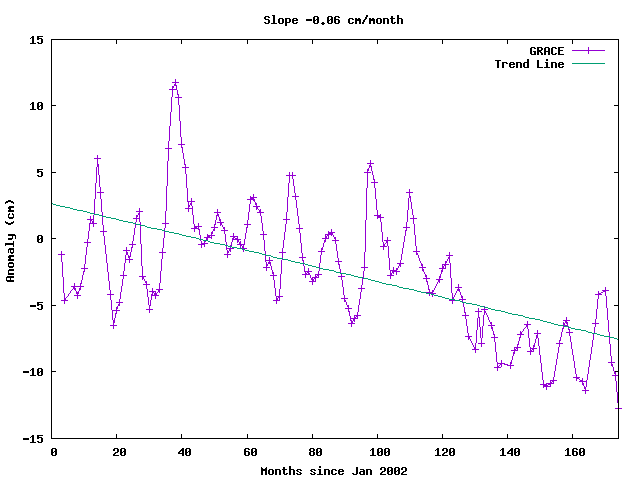 Slope -0.06 cm/month
GRACE
Trend Line
15
10
5
0
-5
-10
-15
Anomaly (cm)
0 20 40 60 80 100 120 140 160
Months since Jan 2002